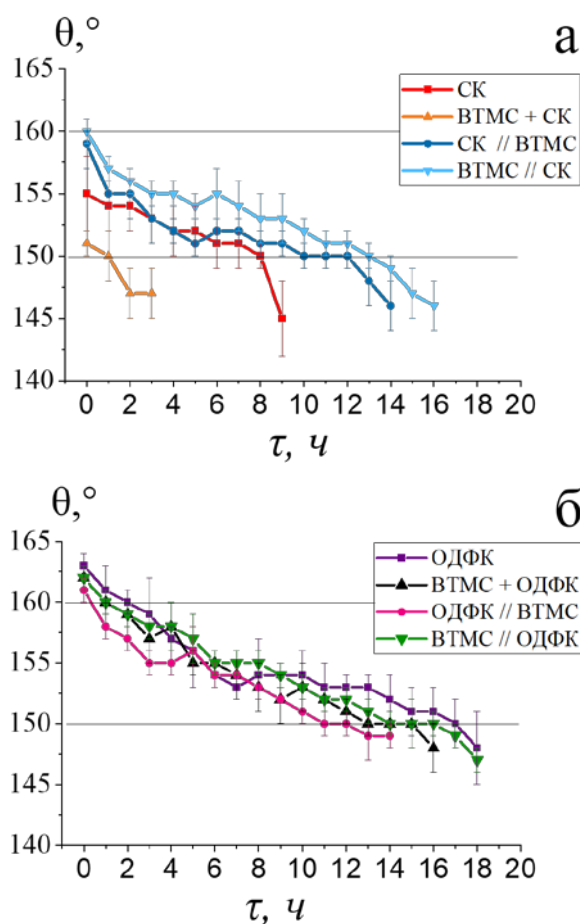 θ,° а
165
160
155
150
145
140
СК
ВТМС + СК
СК // ВТМС
ВТМС // СК
0 2 4 6 8 10 12 14 16 18 20
τ, ч
θ,° б
165
160
155
150
145
140
ОДФК
ВТМС + ОДФК
ОДФК // ВТМС
ВТМС // ОДФК
0 2 4 6 8 10 12 14 16 18 20
τ, ч